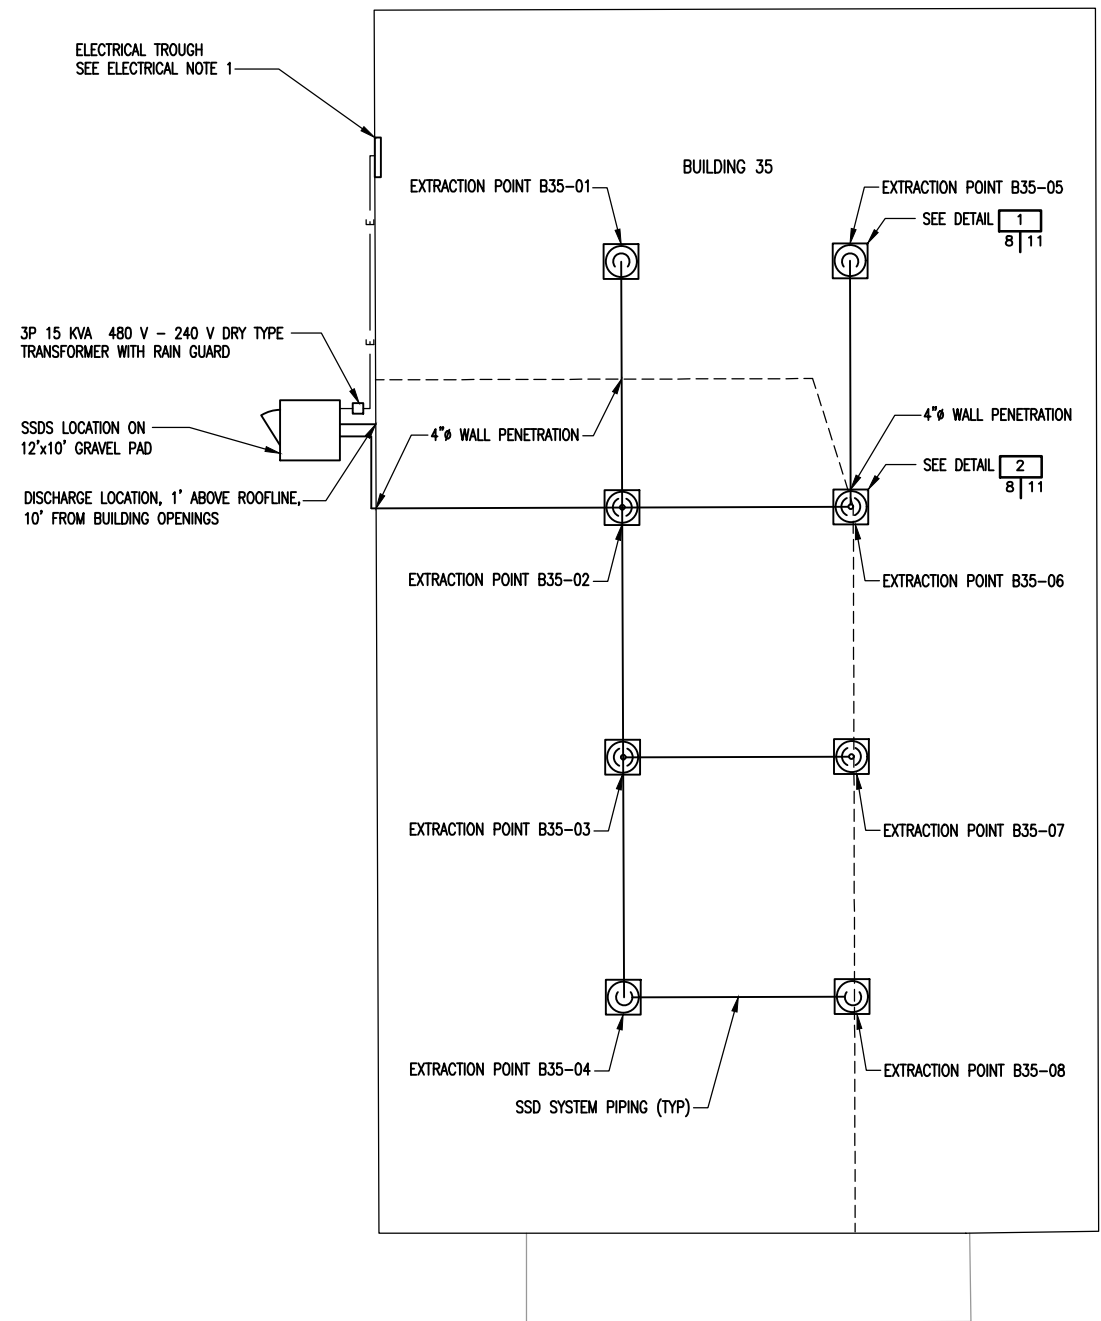 ELECTRICAL TROUGH
SEE ELECTRICAL NOTE 1
BUILDING 35
EXTRACTION POINT B35-01
EXTRACTION POINT B35-05
SEE DETAIL 1
8 11
3P 15 KVA 480 V - 240 V DRY TYPE
TRANSFORMER WITH RAIN GUARD
SSDS LOCATION ON
12'x10' GRAVEL PAD
4"ø WALL PENETRATION
4"ø WALL PENETRATION
SEE DETAIL 2
8 11
DISCHARGE LOCATION, 1' ABOVE ROOFLINE,
10' FROM BUILDING OPENINGS
E
E
EXTRACTION POINT B35-02
EXTRACTION POINT B35-06
EXTRACTION POINT B35-03
EXTRACTION POINT B35-07
EXTRACTION POINT B35-04
EXTRACTION POINT B35-08
SSD SYSTEM PIPING (TYP)